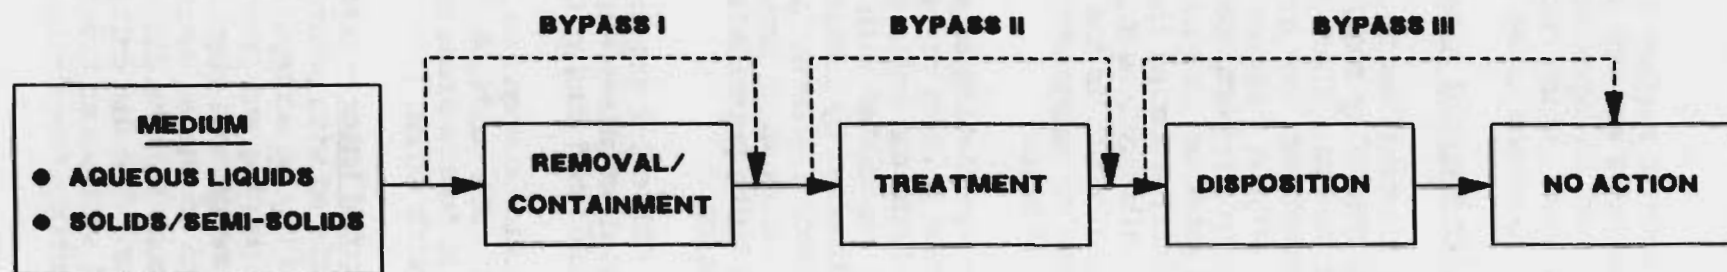 BYPASS I
BYPASS II
BYPASS III
MEDIUM
● AQUEOUS LIQUIDS
● SOLIDS/SEMI-SOLIDS
REMOVAL/
CONTAINMENT
TREATMENT
DISPOSITION
NO ACTION